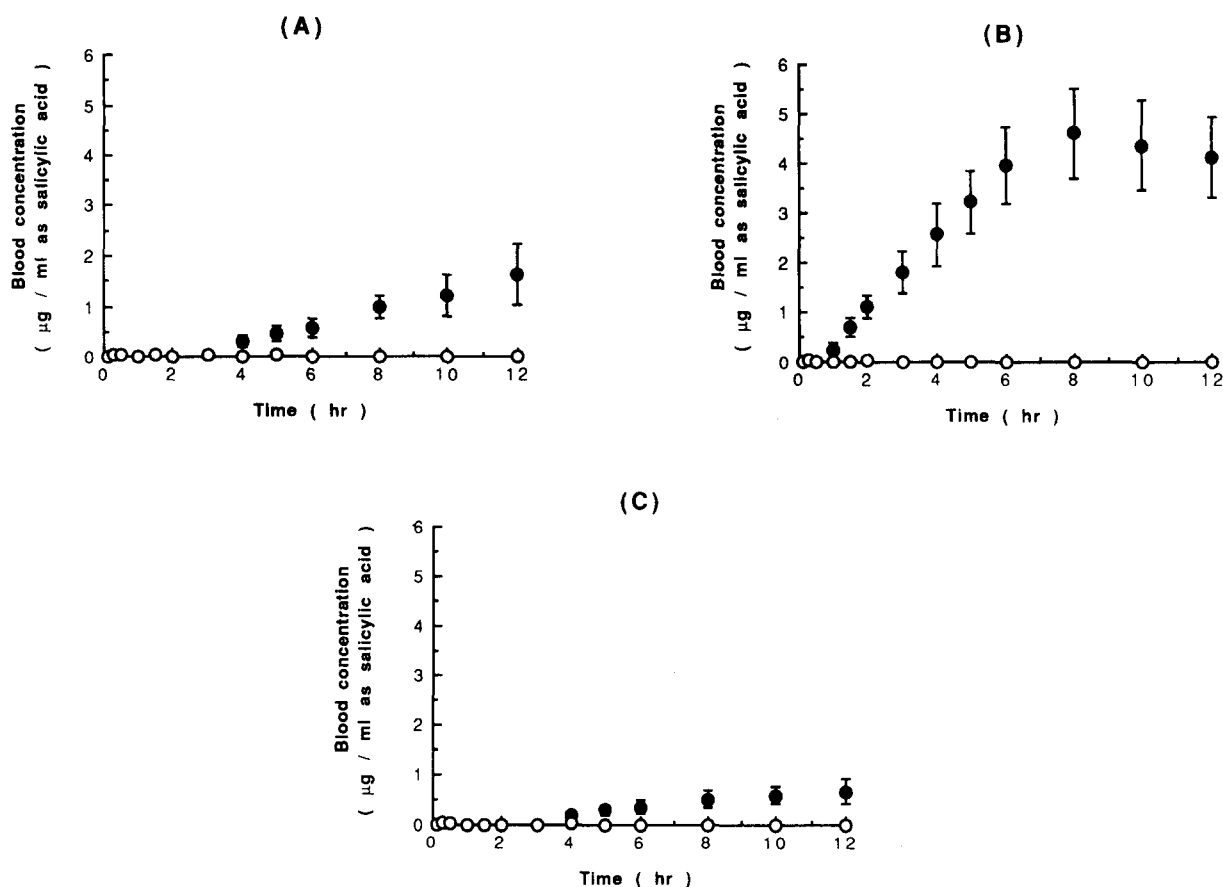 (A)
6
5
4
3
2
1
0
Blood concentration
( μg / ml as salicylic acid )
0 2 4 6 8 10 12
Time ( hr )
(B)
6
5
4
3
2
1
0
Blood concentration
( μg / ml as salicylic acid )
0 2 4 6 8 10 12
Time ( hr )
(C)
6
5
4
3
2
1
0
Blood concentration
( μg / ml as salicylic acid )
0 2 4 6 8 10 12
Time ( hr )